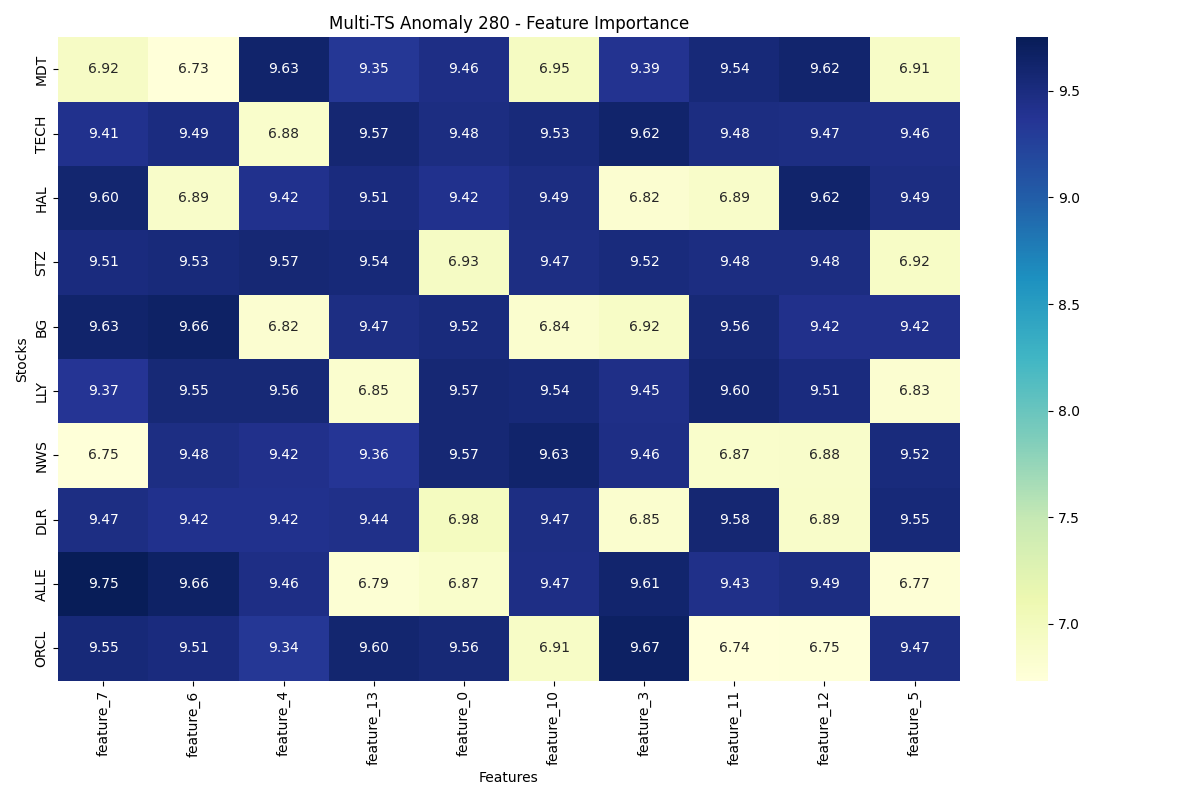 Multi-TS Anomaly 280 - Feature Importance
Stocks
MDT 6.92 6.73 9.63 9.35 9.46 6.95 9.39 9.54 9.62 6.91
TECH 9.41 9.49 6.88 9.57 9.48 9.53 9.62 9.48 9.47 9.46
HAL 9.60 6.89 9.42 9.51 9.42 9.49 6.82 6.89 9.62 9.49
STZ 9.51 9.53 9.57 9.54 6.93 9.47 9.52 9.48 9.48 6.92
BG 9.63 9.66 6.82 9.47 9.52 6.84 6.92 9.56 9.42 9.42
LLY 9.37 9.55 9.56 6.85 9.57 9.54 9.45 9.60 9.51 6.83
NWS 6.75 9.48 9.42 9.36 9.57 9.63 9.46 6.87 6.88 9.52
DLR 9.47 9.42 9.42 9.44 6.98 9.47 6.85 9.58 6.89 9.55
ALLE 9.75 9.66 9.46 6.79 6.87 9.47 9.61 9.43 9.49 6.77
ORCL 9.55 9.51 9.34 9.60 9.56 6.91 9.67 6.74 6.75 9.47
feature_7 feature_6 feature_4 feature_13 feature_0 feature_10 feature_3 feature_11 feature_12 feature_5
Features
9.5
9.0
8.5
8.0
7.5
7.0